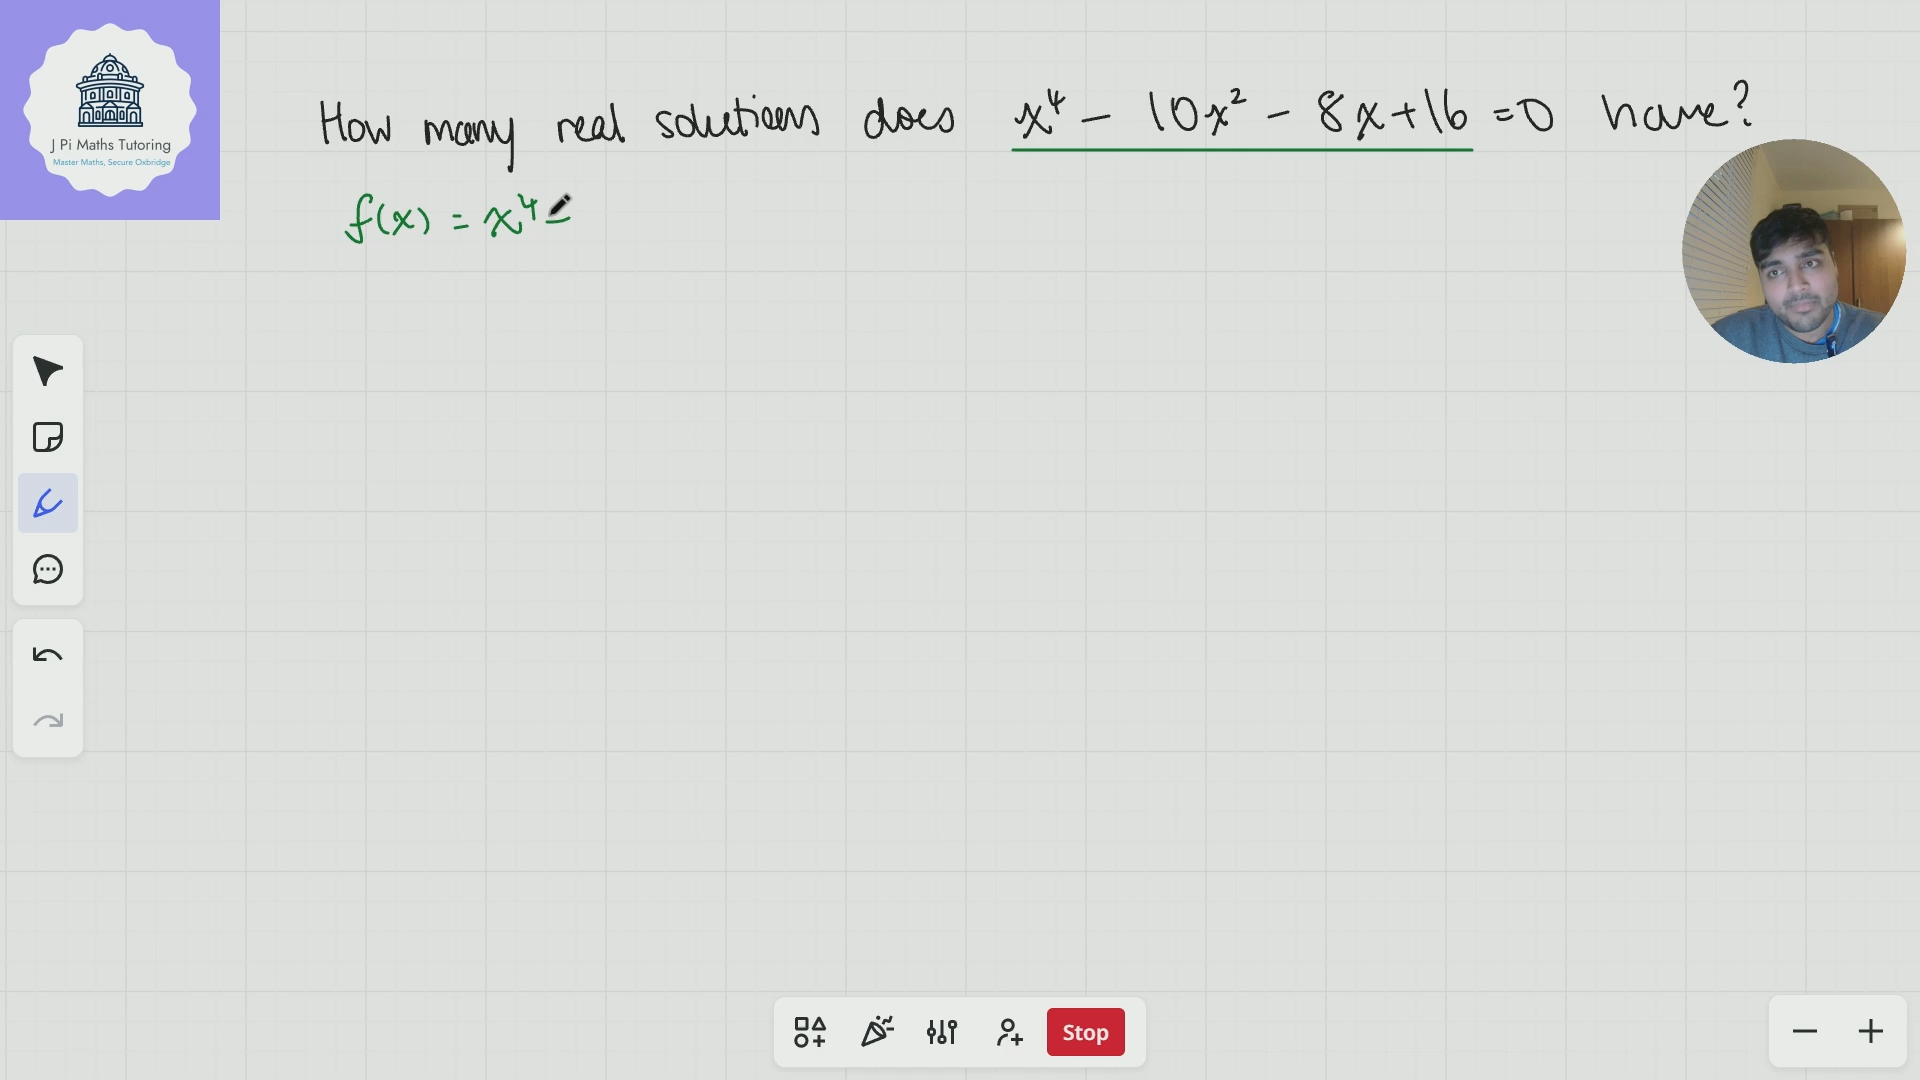 J Pi Maths Tutoring
Master Maths, Secure Oxbridge
How many real solutions does x⁴ - 10x² - 8x + 16 = 0 have?
f(x) = x⁴ -
Stop